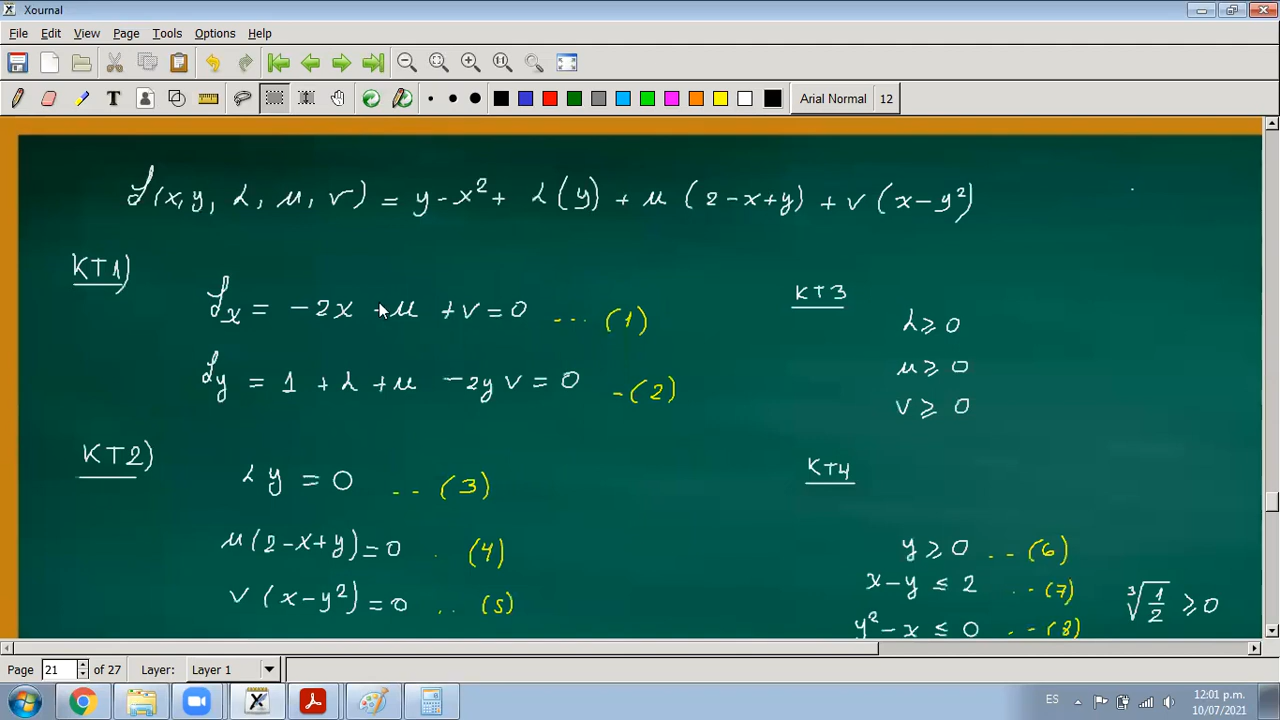 Xournal
File Edit View Page Tools Options Help
Arial Normal 12
ℒ(x,y, λ, μ, v) = y-x² + λ(y) + μ (2-x+y) + v (x-y²)
KT1)
ℒx = -2x +μ +v = 0 --- (1)
ℒy = 1 + λ +μ -2y v = 0 -(2)
KT2)
λ y = 0 -- (3)
μ(2-x+y)=0 . (4)
v (x-y²)=0 .. (5)
KT3
λ ≥ 0
μ ≥ 0
v ≥ 0
KT4
y ≥ 0 -- (6)
x-y ≤ 2 .-(7)
y²-x ≤ 0 --(8)
∛(1/2) ≥ 0
Page 21 of 27 Layer: Layer 1
ES 12:01 p.m.
10/07/2021